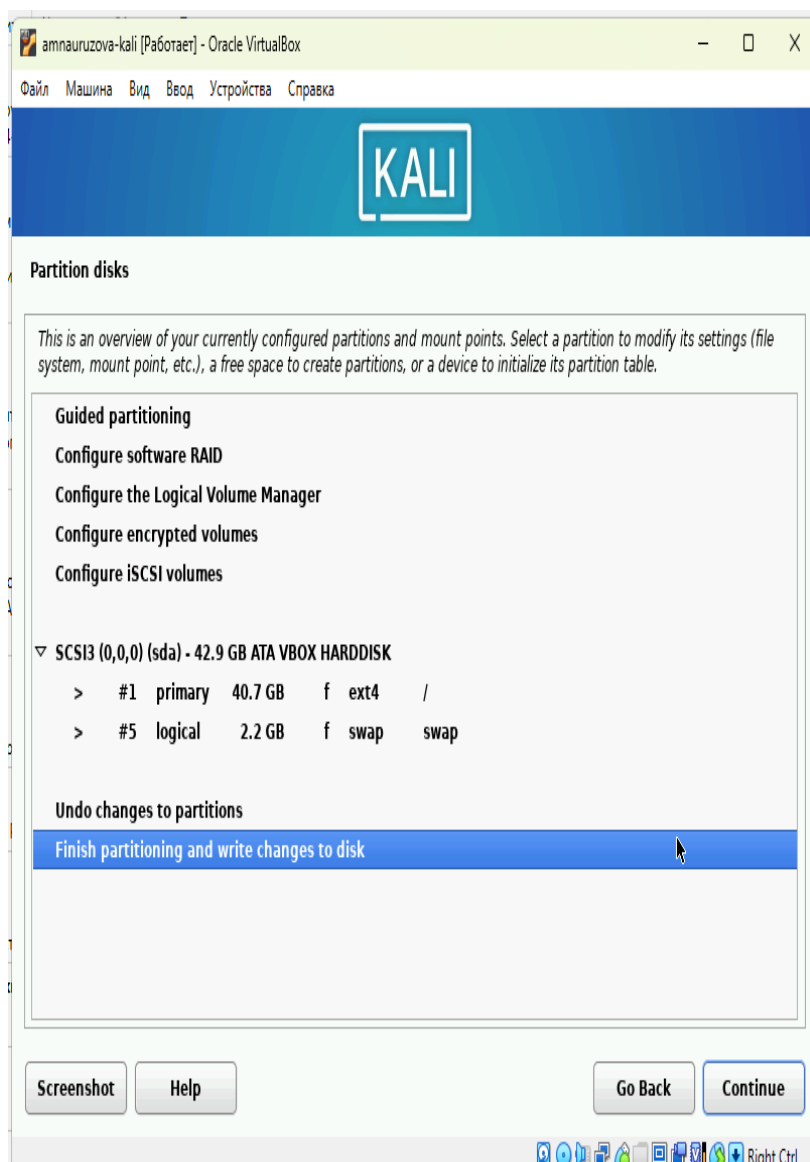 amnauruzova-kali [Работает] - Oracle VirtualBox
Файл Машина Вид Ввод Устройства Справка
KALI
Partition disks
This is an overview of your currently configured partitions and mount points. Select a partition to modify its settings (file
system, mount point, etc.), a free space to create partitions, or a device to initialize its partition table.
Guided partitioning
Configure software RAID
Configure the Logical Volume Manager
Configure encrypted volumes
Configure iSCSI volumes
SCSI3 (0,0,0) (sda) - 42.9 GB ATA VBOX HARDDISK
> #1 primary 40.7 GB f ext4 /
> #5 logical 2.2 GB f swap swap
Undo changes to partitions
Finish partitioning and write changes to disk
Screenshot Help Go Back Continue
Right Ctrl